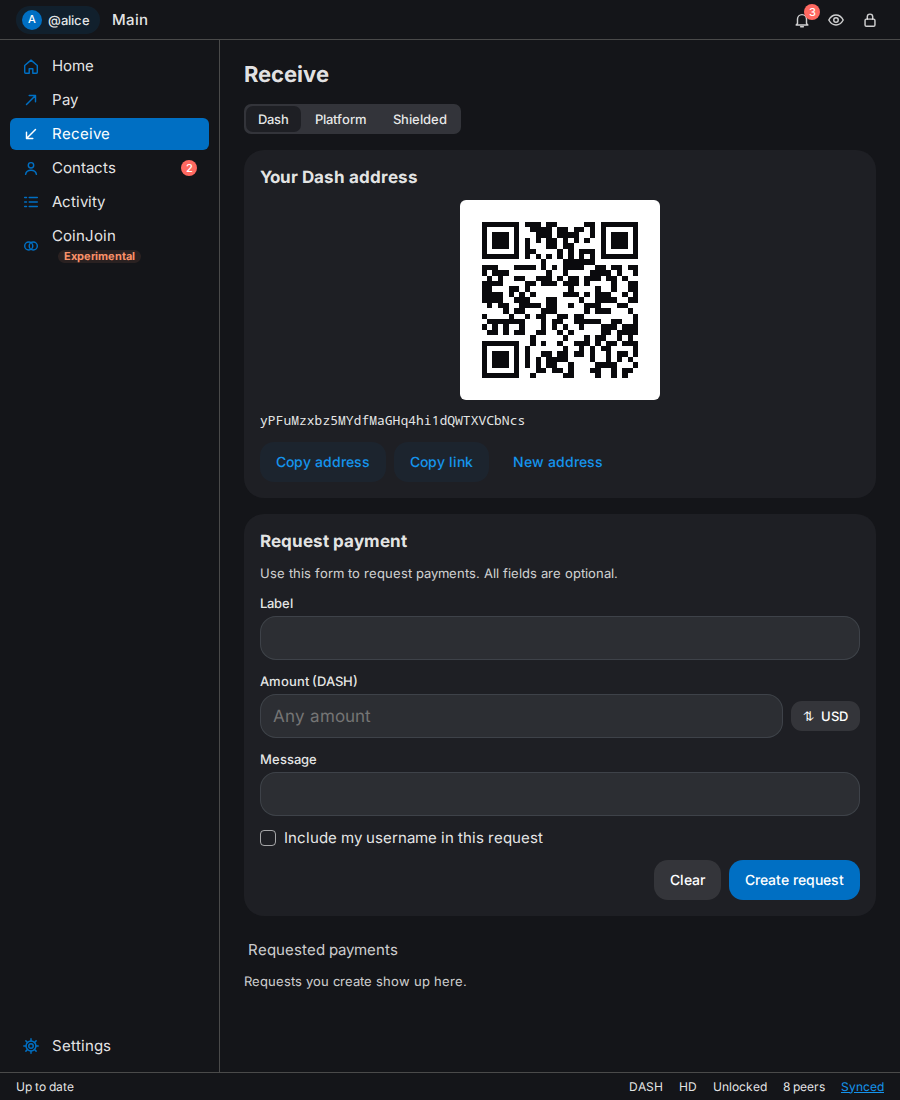 A @alice Main 3
Home
Pay
Receive
Contacts 2
Activity
CoinJoin
Experimental
Settings
Receive
Dash Platform Shielded
Your Dash address
yPFuMzxbz5MYdfMaGHq4hi1dQWTXVCbNcs
Copy address Copy link New address
Request payment
Use this form to request payments. All fields are optional.
Label
Amount (DASH)
Any amount
⇅ USD
Message
Include my username in this request
Clear Create request
Requested payments
Requests you create show up here.
Up to date DASH HD Unlocked 8 peers Synced